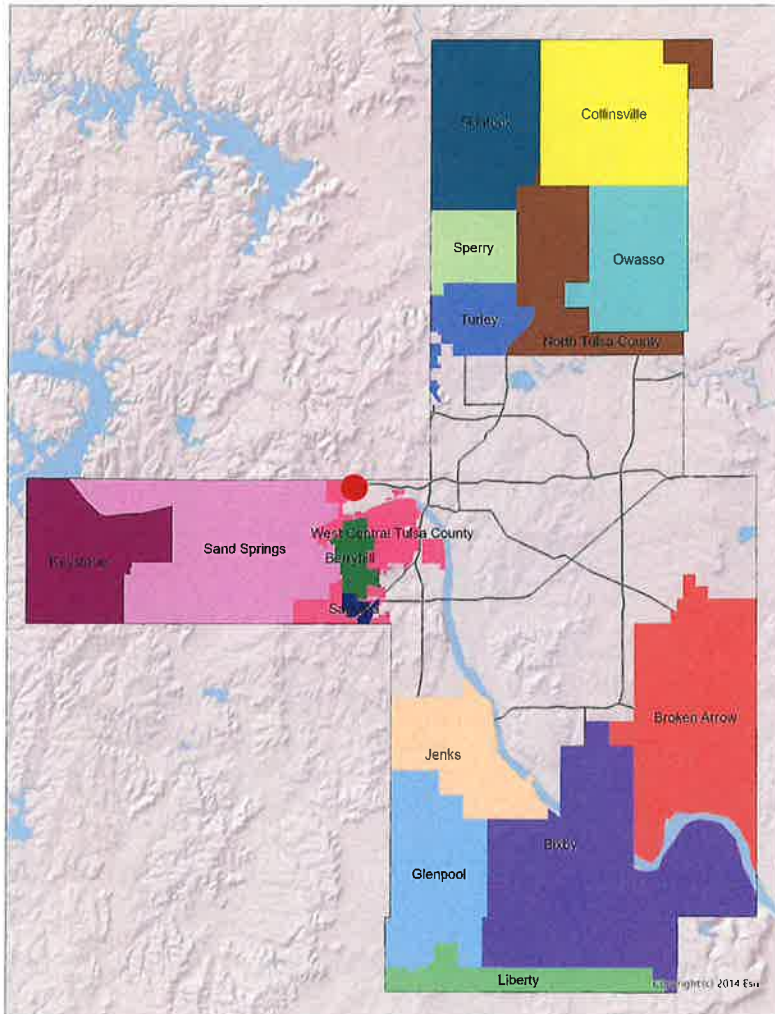 Skiatook
Collinsville
Sperry
Owasso
Turley
North Tulsa County
West Central Tulsa County
Berryhill
Sand Springs
Keystone
Broken Arrow
Jenks
Bixby
Glenpool
Liberty
Copyright (c) 2014 Esri